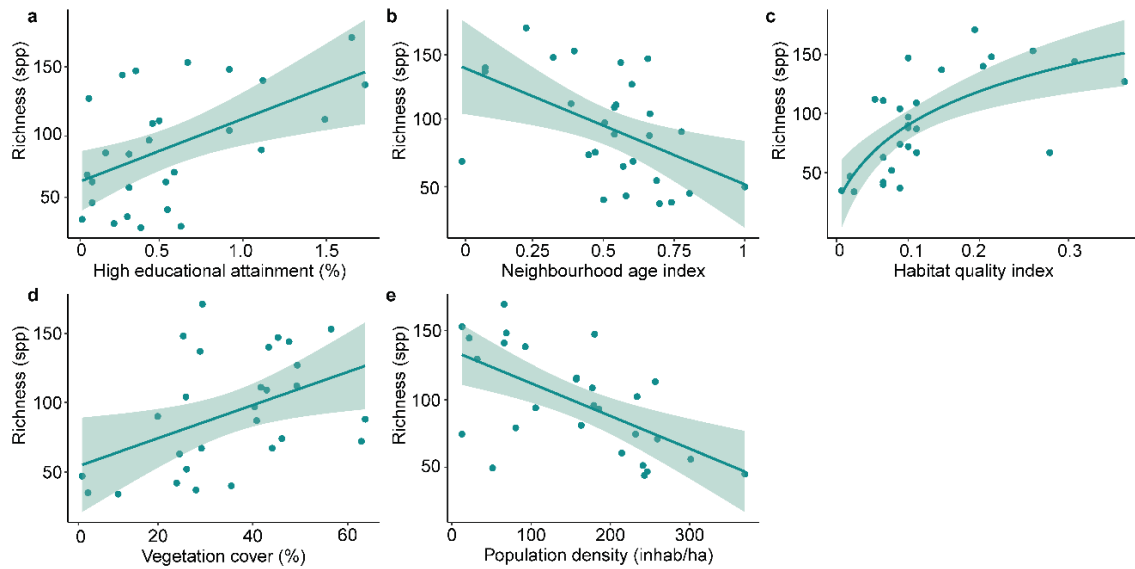 a
Richness (spp)
150
100
50
0 0.5 1.0 1.5
High educational attainment (%)
b
Richness (spp)
150
100
50
0 0.25 0.5 0.75 1
Neighbourhood age index
c
Richness (spp)
150
100
50
0 0.1 0.2 0.3
Habitat quality index
d
Richness (spp)
150
100
50
0 20 40 60
Vegetation cover (%)
e
Richness (spp)
150
100
50
0 100 200 300
Population density (inhab/ha)